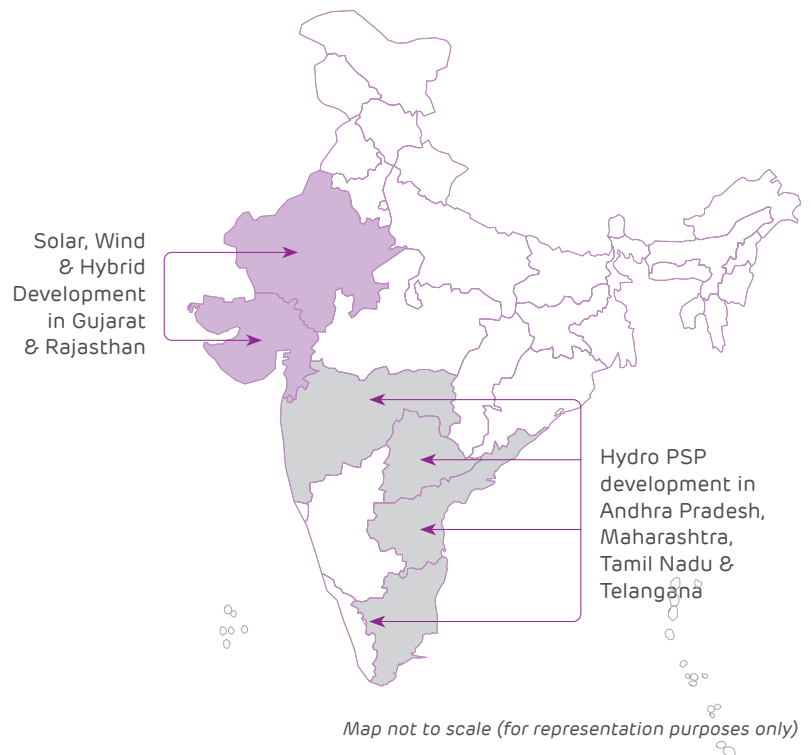 Solar, Wind
& Hybrid
Development
in Gujarat
& Rajasthan
Hydro PSP
development in
Andhra Pradesh,
Maharashtra,
Tamil Nadu &
Telangana
Map not to scale (for representation purposes only)